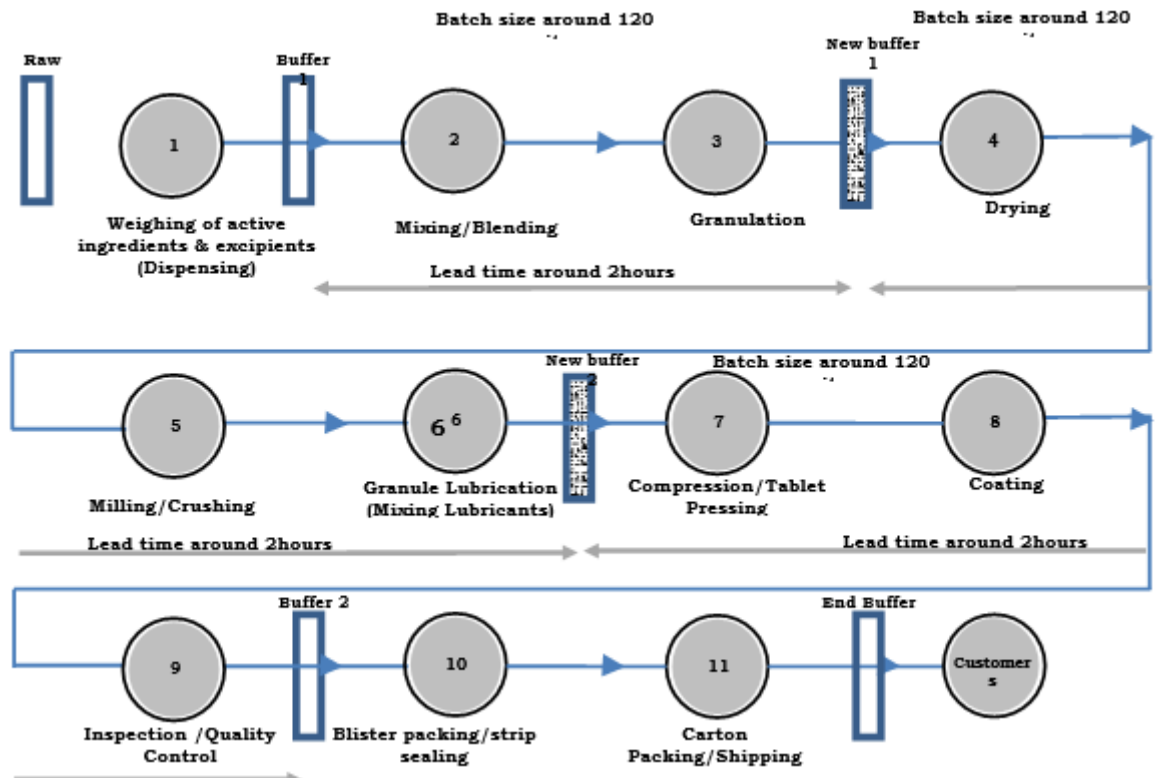 Batch size around 120
Batch size around 120
Raw
Buffer
1
New buffer
1
1
2
3
4
Weighing of active
ingredients & excipients
(Dispensing)
Mixing/Blending
Granulation
Drying
Lead time around 2hours
New buffer
2
Batch size around 120
5
6 6
7
8
Milling/Crushing
Granule Lubrication
(Mixing Lubricants)
Compression/Tablet
Pressing
Coating
Lead time around 2hours
Lead time around 2hours
Buffer 2
End Buffer
9
10
11
Customer
s
Inspection /Quality
Control
Blister packing/strip
sealing
Carton
Packing/Shipping